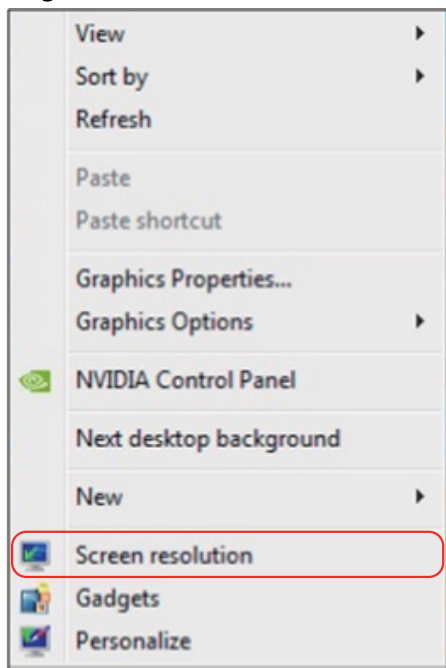 View
Sort by
Refresh
Paste
Paste shortcut
Graphics Properties...
Graphics Options
NVIDIA Control Panel
Next desktop background
New
Screen resolution
Gadgets
Personalize